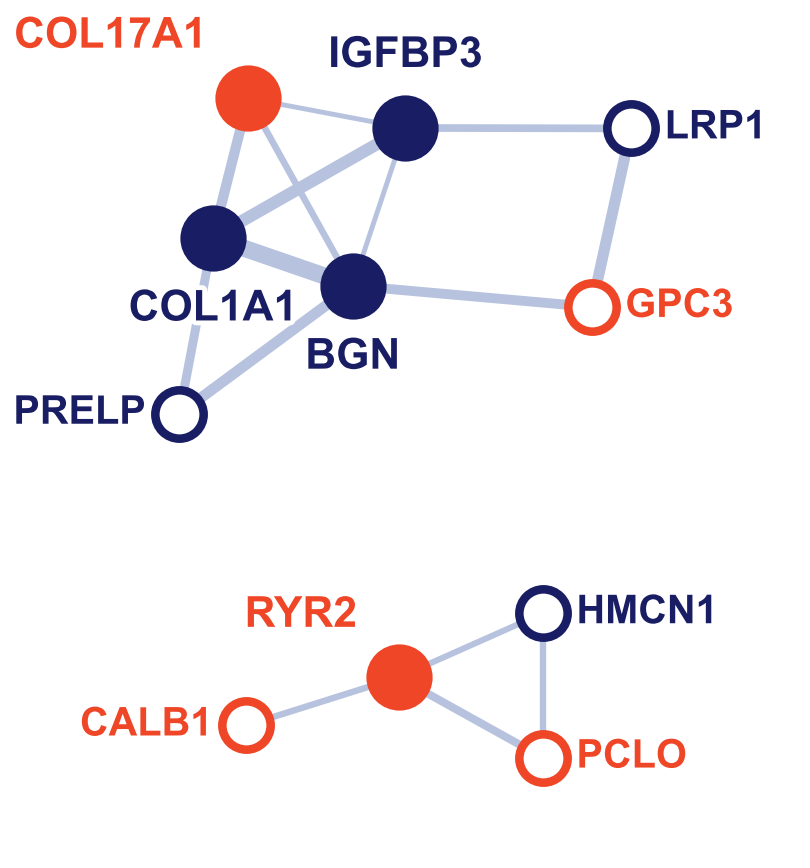 COL17A1
IGFBP3
LRP1
COL1A1
GPC3
BGN
PRELP
RYR2
HMCN1
CALB1
PCLO